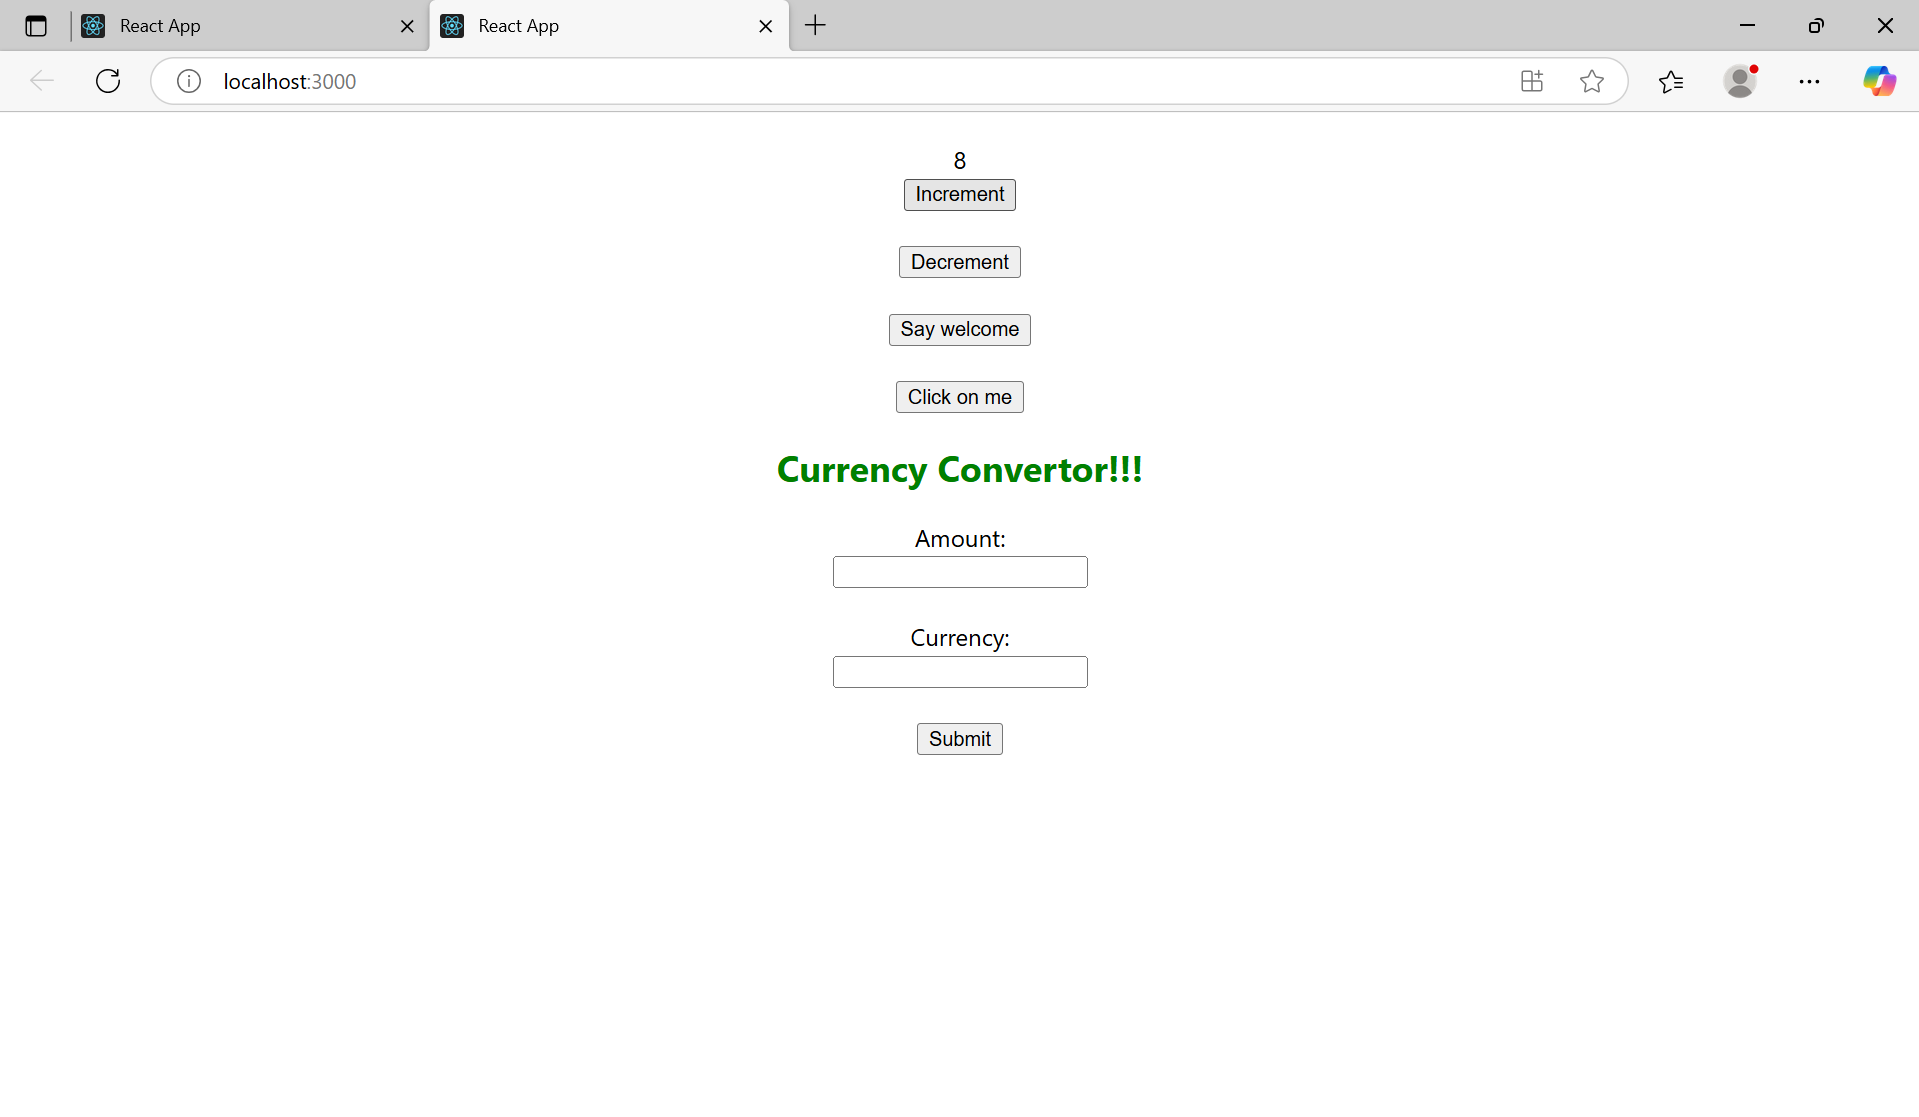 React App
React App
localhost:3000
8
Increment
Decrement
Say welcome
Click on me
Currency Convertor!!!
Amount:
Currency:
Submit